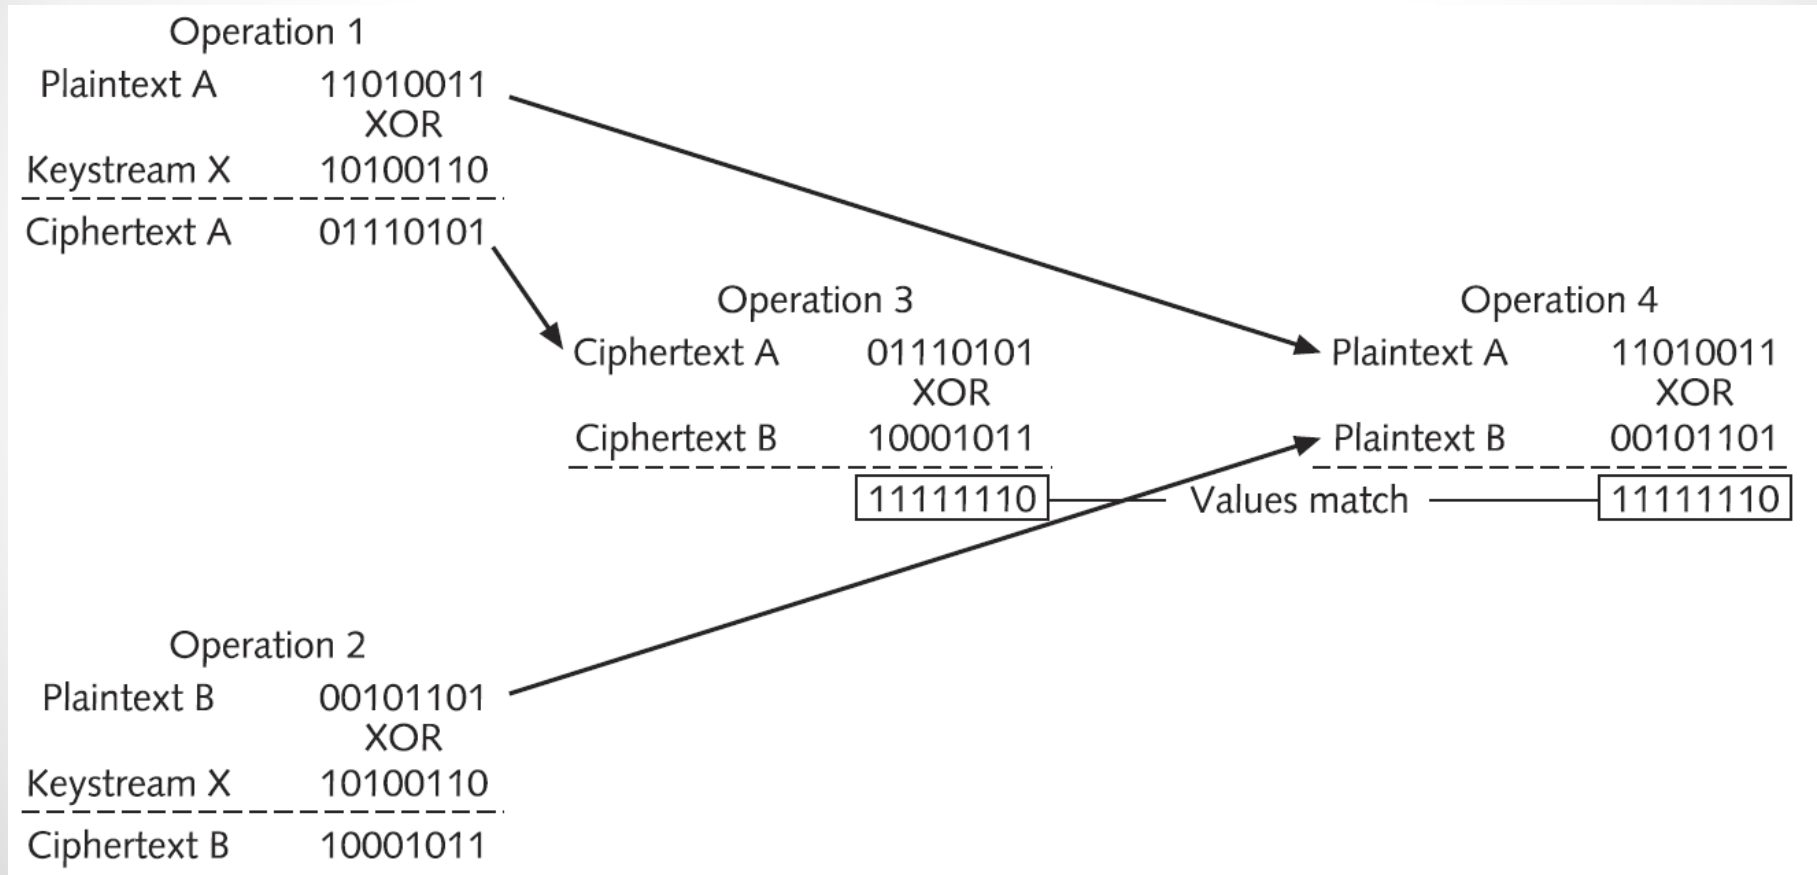 Operation 1
Plaintext A 11010011
XOR
Keystream X 10100110
Ciphertext A 01110101
Operation 3
Ciphertext A 01110101
XOR
Ciphertext B 10001011
11111110
Values match
Operation 4
Plaintext A 11010011
XOR
Plaintext B 00101101
11111110
Operation 2
Plaintext B 00101101
XOR
Keystream X 10100110
Ciphertext B 10001011